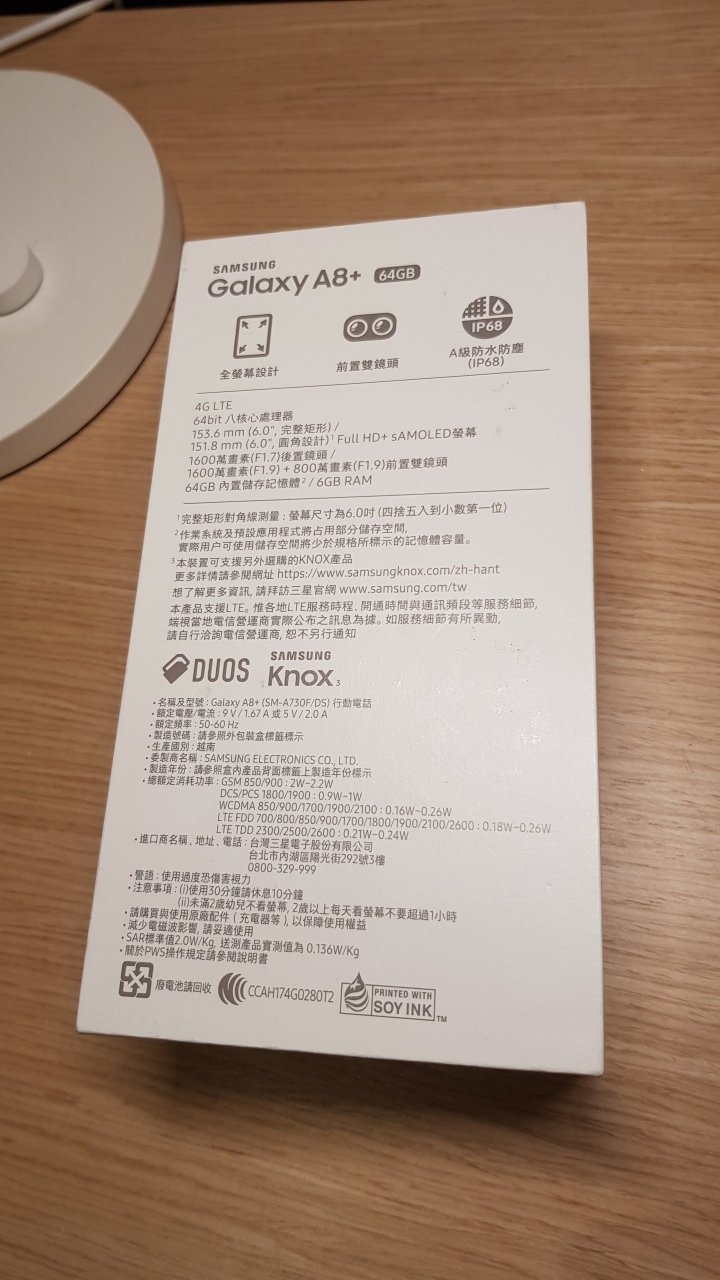 SAMSUNG
Galaxy A8+ 64GB
全螢幕設計
前置雙鏡頭
IP68
A級防水防塵
(IP68)
4G LTE
64bit 八核心處理器
153.6 mm (6.0", 完整矩形) /
151.8 mm (6.0", 圓角設計)¹ Full HD+ sAMOLED螢幕
1600萬畫素(F1.7)後置鏡頭 /
1600萬畫素(F1.9) + 800萬畫素(F1.9)前置雙鏡頭
64GB 內置儲存記憶體² / 6GB RAM
¹完整矩形對角線測量 : 螢幕尺寸為6.0吋 (四捨五入到小數第一位)
²作業系統及預設應用程式將占用部分儲存空間,
實際用户可使用儲存空間將少於規格所標示的記憶體容量。
³本裝置可支援另外選購的KNOX產品
更多詳情請參閱網址 https://www.samsungknox.com/zh-hant
想了解更多資訊, 請拜訪三星官網 www.samsung.com/tw
本產品支援LTE。惟各地LTE服務時程、開通時間與通訊頻段等服務細節,
端視當地電信營運商實際公布之訊息為據。如服務細節有所異動,
請自行洽詢電信營運商, 恕不另行通知
DUOS SAMSUNG Knox 3
• 名稱及型號 : Galaxy A8+ (SM-A730F/DS) 行動電話
• 額定電壓/電流 : 9 V / 1.67 A 或 5 V / 2.0 A
• 額定頻率 : 50-60 Hz
• 製造號碼 : 請參照外包裝盒標籤標示
• 生產國別 : 越南
• 委製商名稱 : SAMSUNG ELECTRONICS CO., LTD.
• 製造年份 : 請參照盒內產品背面標籤上製造年份標示
• 總額定消耗功率 : GSM 850/900 : 2W~2.2W
DCS/PCS 1800/1900 : 0.9W~1W
WCDMA 850/900/1700/1900/2100 : 0.16W~0.26W
LTE FDD 700/800/850/900/1700/1800/1900/2100/2600 : 0.18W~0.26W
LTE TDD 2300/2500/2600 : 0.21W~0.24W
• 進口商名稱、地址、電話 : 台灣三星電子股份有限公司
台北市內湖區陽光街292號3樓
0800-329-999
• 警語 : 使用過度恐傷害視力
• 注意事項 : (i)使用30分鐘請休息10分鐘
(ii)未滿2歲幼兒不看螢幕, 2歲以上每天看螢幕不要超過1小時
• 請購買與使用原廠配件 ( 充電器等 ), 以保障使用權益
• 減少電磁波影響, 請妥適使用
• SAR標準值2.0W/Kg, 送測產品實測值為 0.136W/Kg
• 關於PWS操作規定請參閱說明書
廢電池請回收 CCAH174G0280T2 PRINTED WITH SOY INK TM